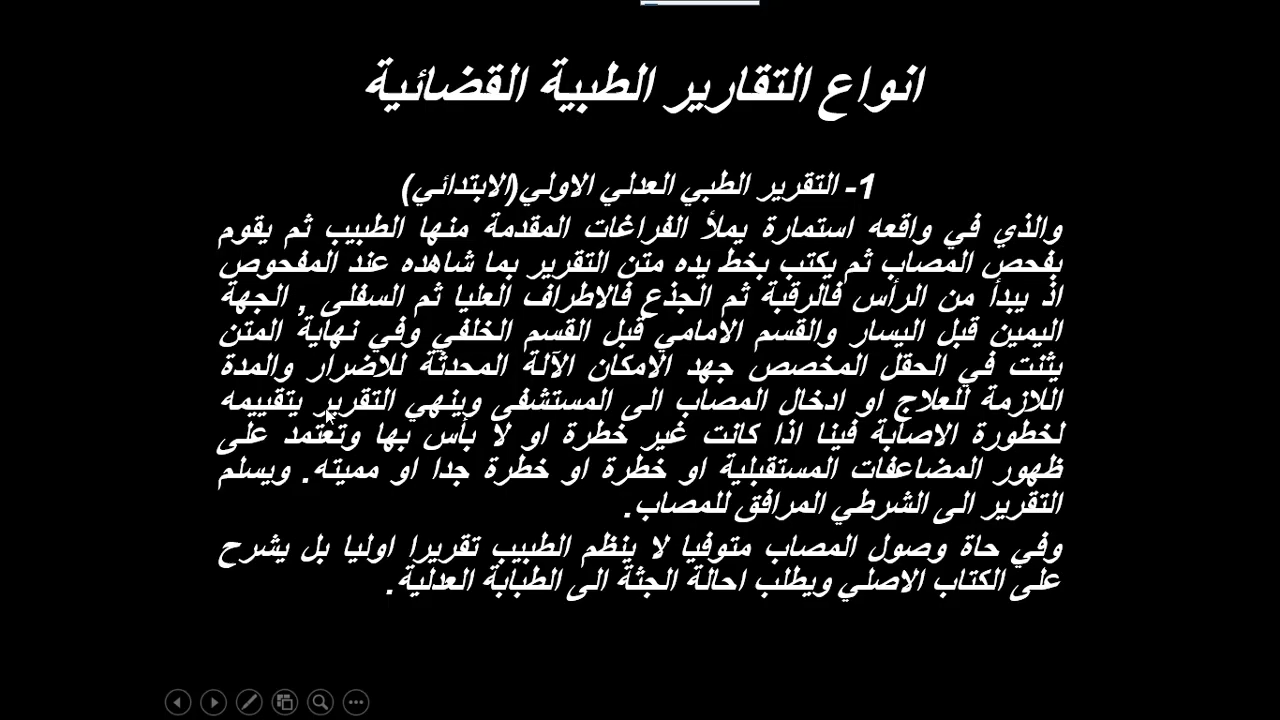 انواع التقارير الطبية القضائية
1- التقرير الطبي العدلي الاولي(الابتدائي)
والذي في واقعه استمارة يملأ الفراغات المقدمة منها الطبيب ثم يقوم
بفحص المصاب ثم يكتب بخط يده متن التقرير بما شاهده عند المفحوص
اذ يبدأ من الرأس فالرقبة ثم الجذع فالاطراف العليا ثم السفلى , الجهة
اليمين قبل اليسار والقسم الامامي قبل القسم الخلفي وفي نهاية المتن
يثنت في الحقل المخصص جهد الامكان الآلة المحدثة للاضرار والمدة
اللازمة للعلاج او ادخال المصاب الى المستشفى وينهي التقرير يتقييمه
لخطورة الاصابة فينا اذا كانت غير خطرة او لا بأس بها وتعتمد على
ظهور المضاعفات المستقبلية او خطرة او خطرة جدا او مميته. ويسلم
التقرير الى الشرطي المرافق للمصاب.
وفي حاة وصول المصاب متوفيا لا ينظم الطبيب تقريرا اوليا بل يشرح
على الكتاب الاصلي ويطلب احالة الجثة الى الطبابة العدلية.